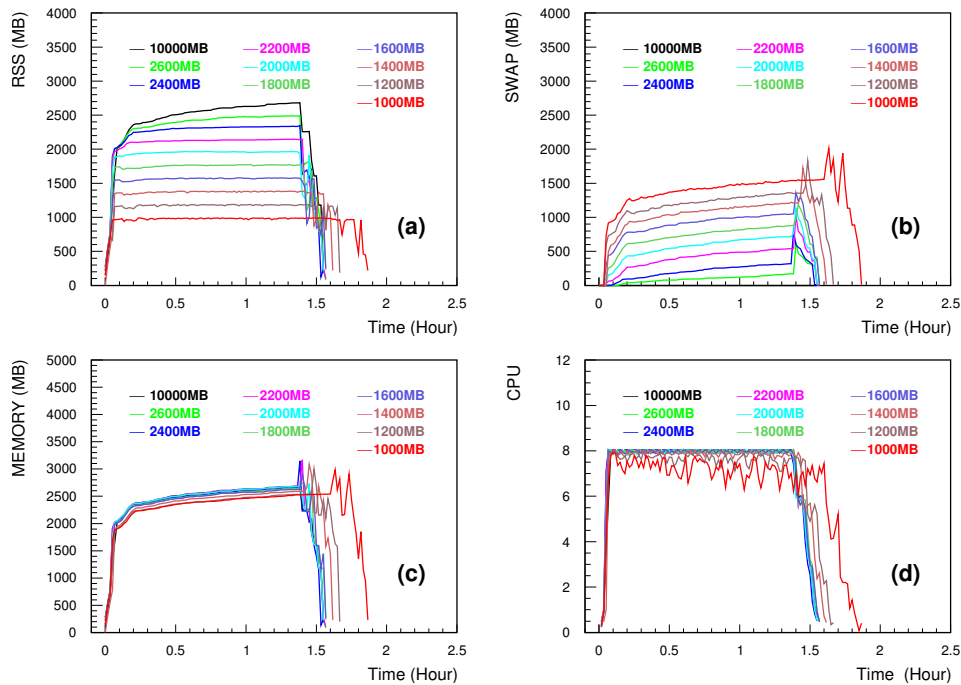 RSS (MB)
4000
3500
3000
2500
2000
1500
1000
500
0
10000MB 2200MB 1600MB
2600MB 2000MB 1400MB
2400MB 1800MB 1200MB
1000MB
(a)
0 0.5 1 1.5 2 2.5
Time (Hour)
SWAP (MB)
4000
3500
3000
2500
2000
1500
1000
500
0
10000MB 2200MB 1600MB
2600MB 2000MB 1400MB
2400MB 1800MB 1200MB
1000MB
(b)
0 0.5 1 1.5 2 2.5
Time (Hour)
MEMORY (MB)
5000
4500
4000
3500
3000
2500
2000
1500
1000
500
0
10000MB 2200MB 1600MB
2600MB 2000MB 1400MB
2400MB 1800MB 1200MB
1000MB
(c)
0 0.5 1 1.5 2 2.5
Time (Hour)
CPU
12
10
8
6
4
2
0
10000MB 2200MB 1600MB
2600MB 2000MB 1400MB
2400MB 1800MB 1200MB
1000MB
(d)
0 0.5 1 1.5 2 2.5
Time (Hour)